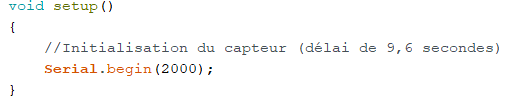 void setup()
{
//Initialisation du capteur (délai de 9,6 secondes)
Serial.begin(2000);
}